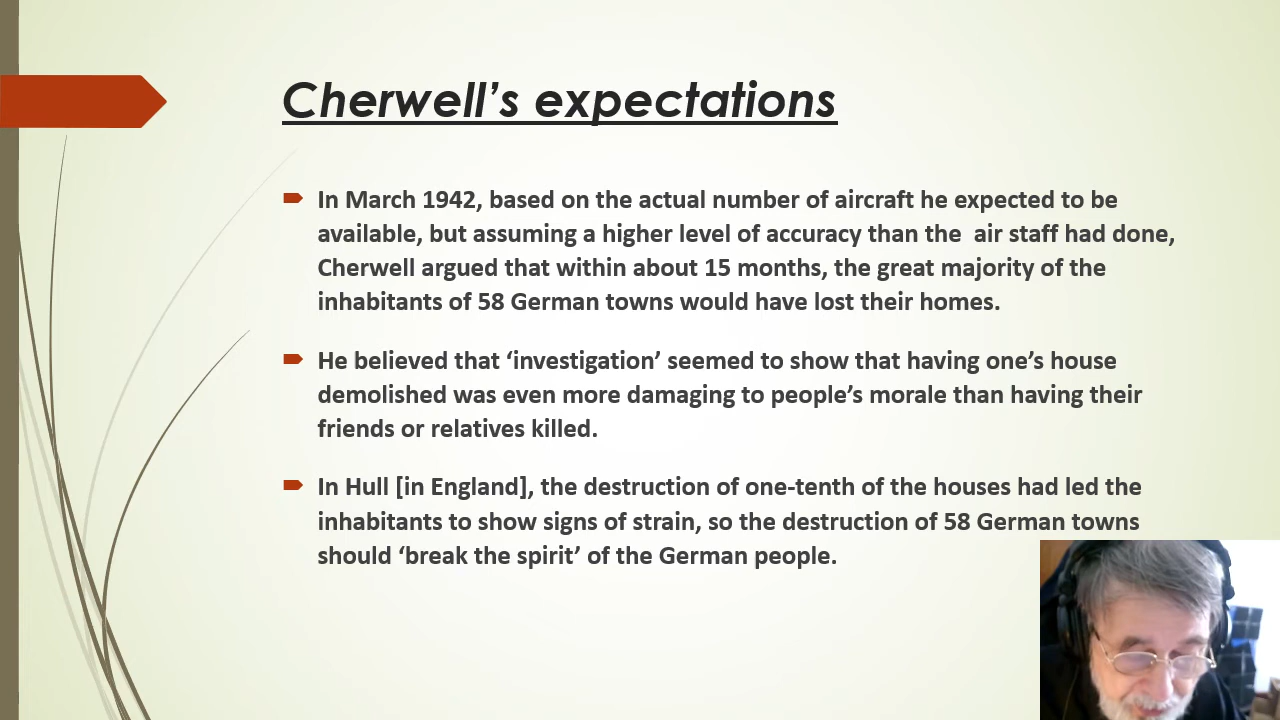 Cherwell’s expectations
In March 1942, based on the actual number of aircraft he expected to be
available, but assuming a higher level of accuracy than the  air staff had done,
Cherwell argued that within about 15 months, the great majority of the
inhabitants of 58 German towns would have lost their homes.
He believed that ‘investigation’ seemed to show that having one’s house
demolished was even more damaging to people’s morale than having their
friends or relatives killed.
In Hull [in England], the destruction of one-tenth of the houses had led the
inhabitants to show signs of strain, so the destruction of 58 German towns
should ‘break the spirit’ of the German people.